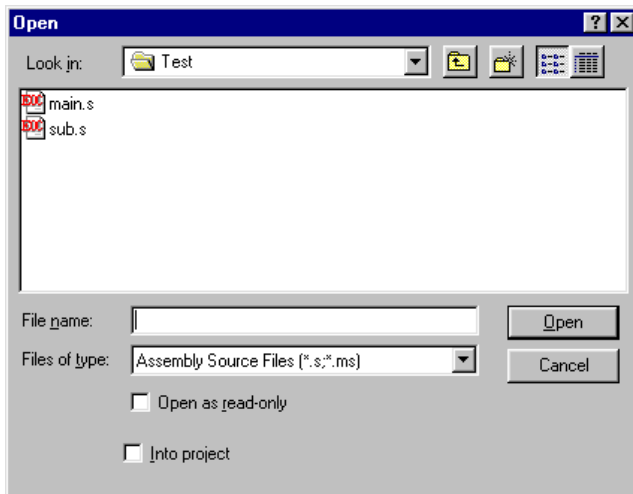 Open
Look in: Test
main.s
sub.s
File name: Open
Files of type: Assembly Source Files (*.s;*.ms) Cancel
Open as read-only
Into project